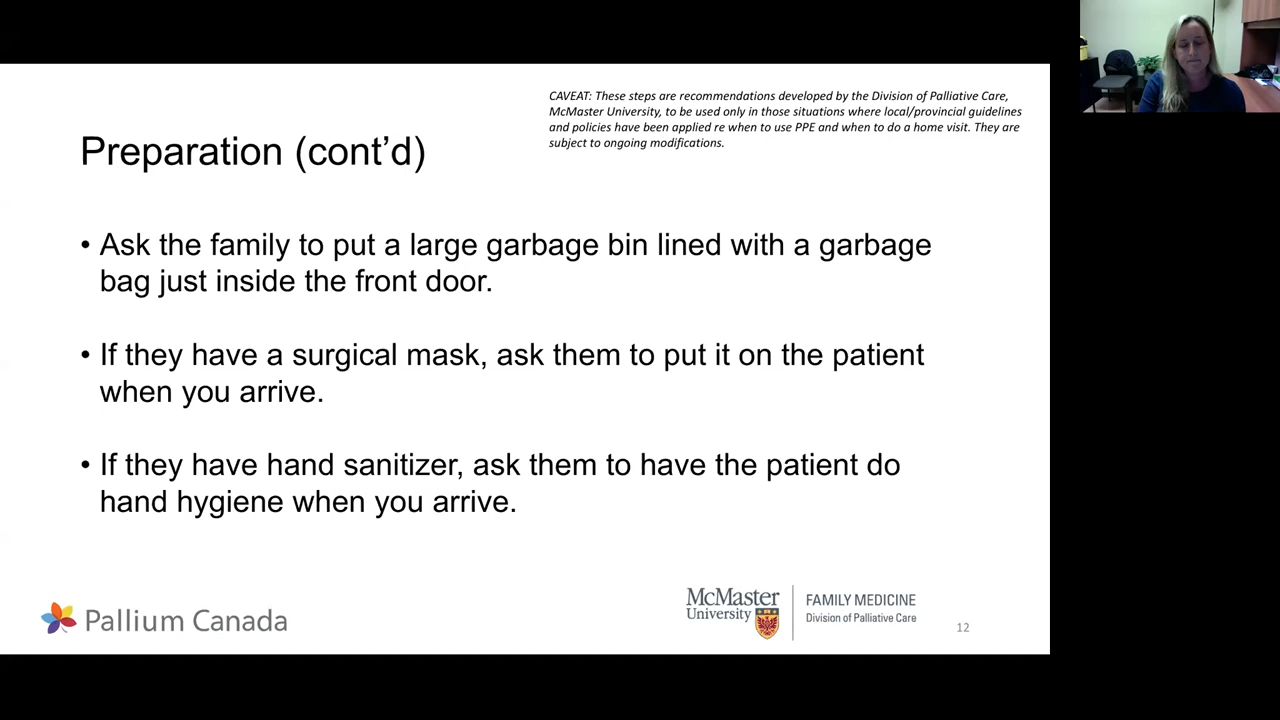 CAVEAT: These steps are recommendations developed by the Division of Palliative Care,
McMaster University, to be used only in those situations where local/provincial guidelines
and policies have been applied re when to use PPE and when to do a home visit. They are
subject to ongoing modifications.
Preparation (cont’d)
• Ask the family to put a large garbage bin lined with a garbage
bag just inside the front door.
• If they have a surgical mask, ask them to put it on the patient
when you arrive.
• If they have hand sanitizer, ask them to have the patient do
hand hygiene when you arrive.
Pallium Canada
McMaster
University
FAMILY MEDICINE
Division of Palliative Care
12